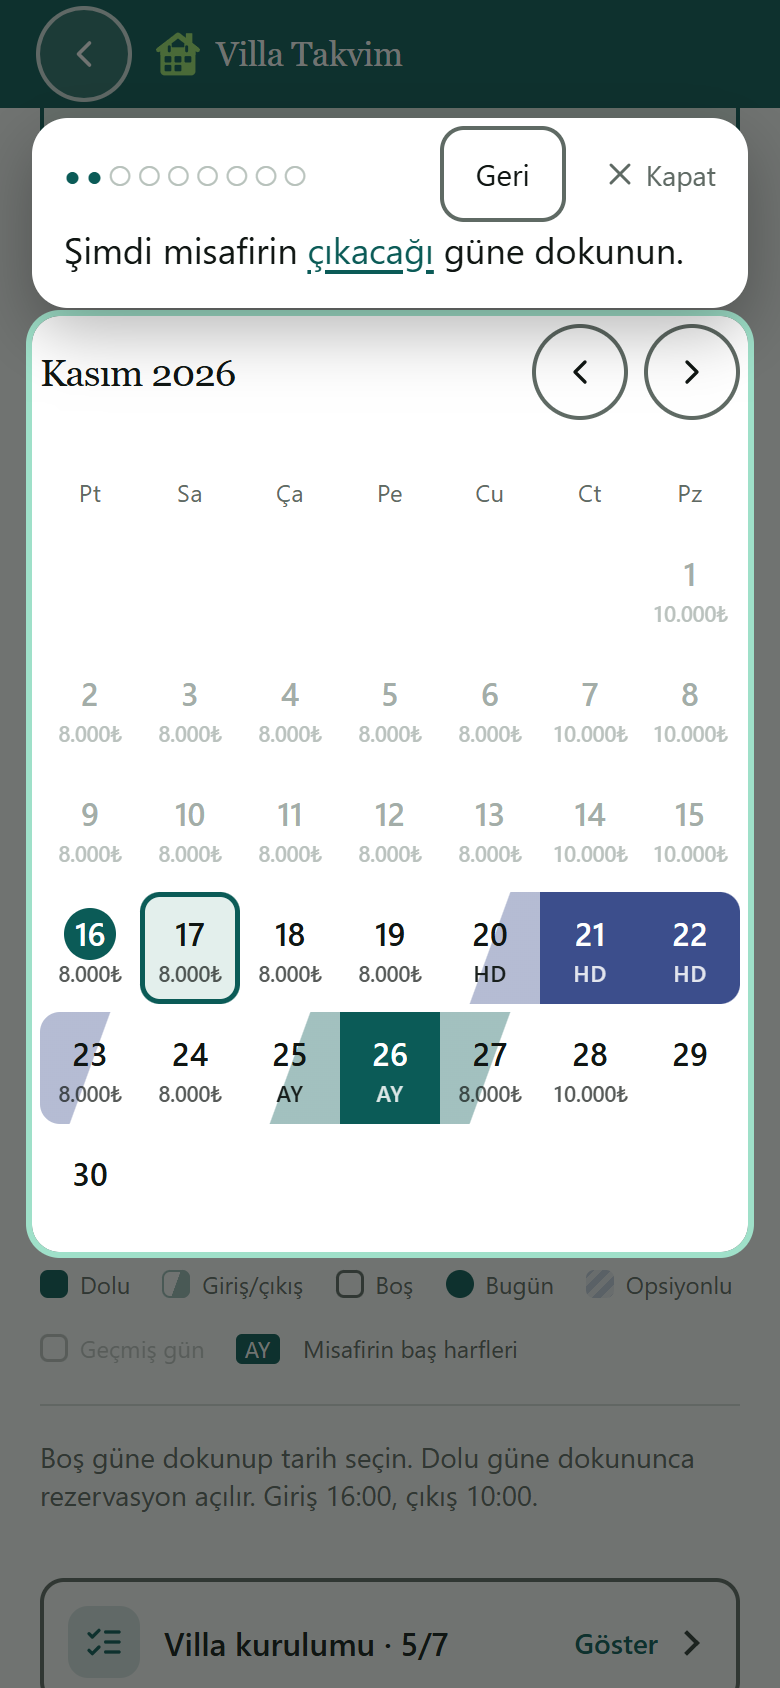 Villa Takvim
Geri
Kapat
Şimdi misafirin çıkacağı güne dokunun.
Kasım 2026
Pt Sa Ça Pe Cu Ct Pz
1
10.000₺
2 3 4 5 6 7 8
8.000₺ 8.000₺ 8.000₺ 8.000₺ 8.000₺ 10.000₺ 10.000₺
9 10 11 12 13 14 15
8.000₺ 8.000₺ 8.000₺ 8.000₺ 8.000₺ 10.000₺ 10.000₺
16 17 18 19 20 21 22
8.000₺ 8.000₺ 8.000₺ 8.000₺ HD HD HD
23 24 25 26 27 28 29
8.000₺ 8.000₺ AY AY 8.000₺ 10.000₺
30
Dolu Giriş/çıkış Boş Bugün Opsiyonlu
Geçmiş gün AY Misafirin baş harfleri
Boş güne dokunup tarih seçin. Dolu güne dokununca
rezervasyon açılır. Giriş 16:00, çıkış 10:00.
Villa kurulumu · 5/7 Göster